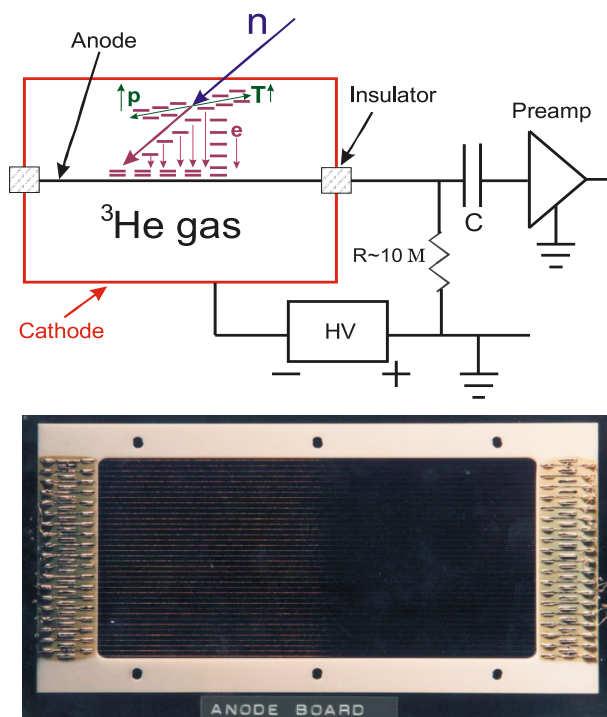 n
Anode
p
T
Insulator
Preamp
e
³He gas
C
R~10 M
Cathode
HV
− +
ANODE BOARD